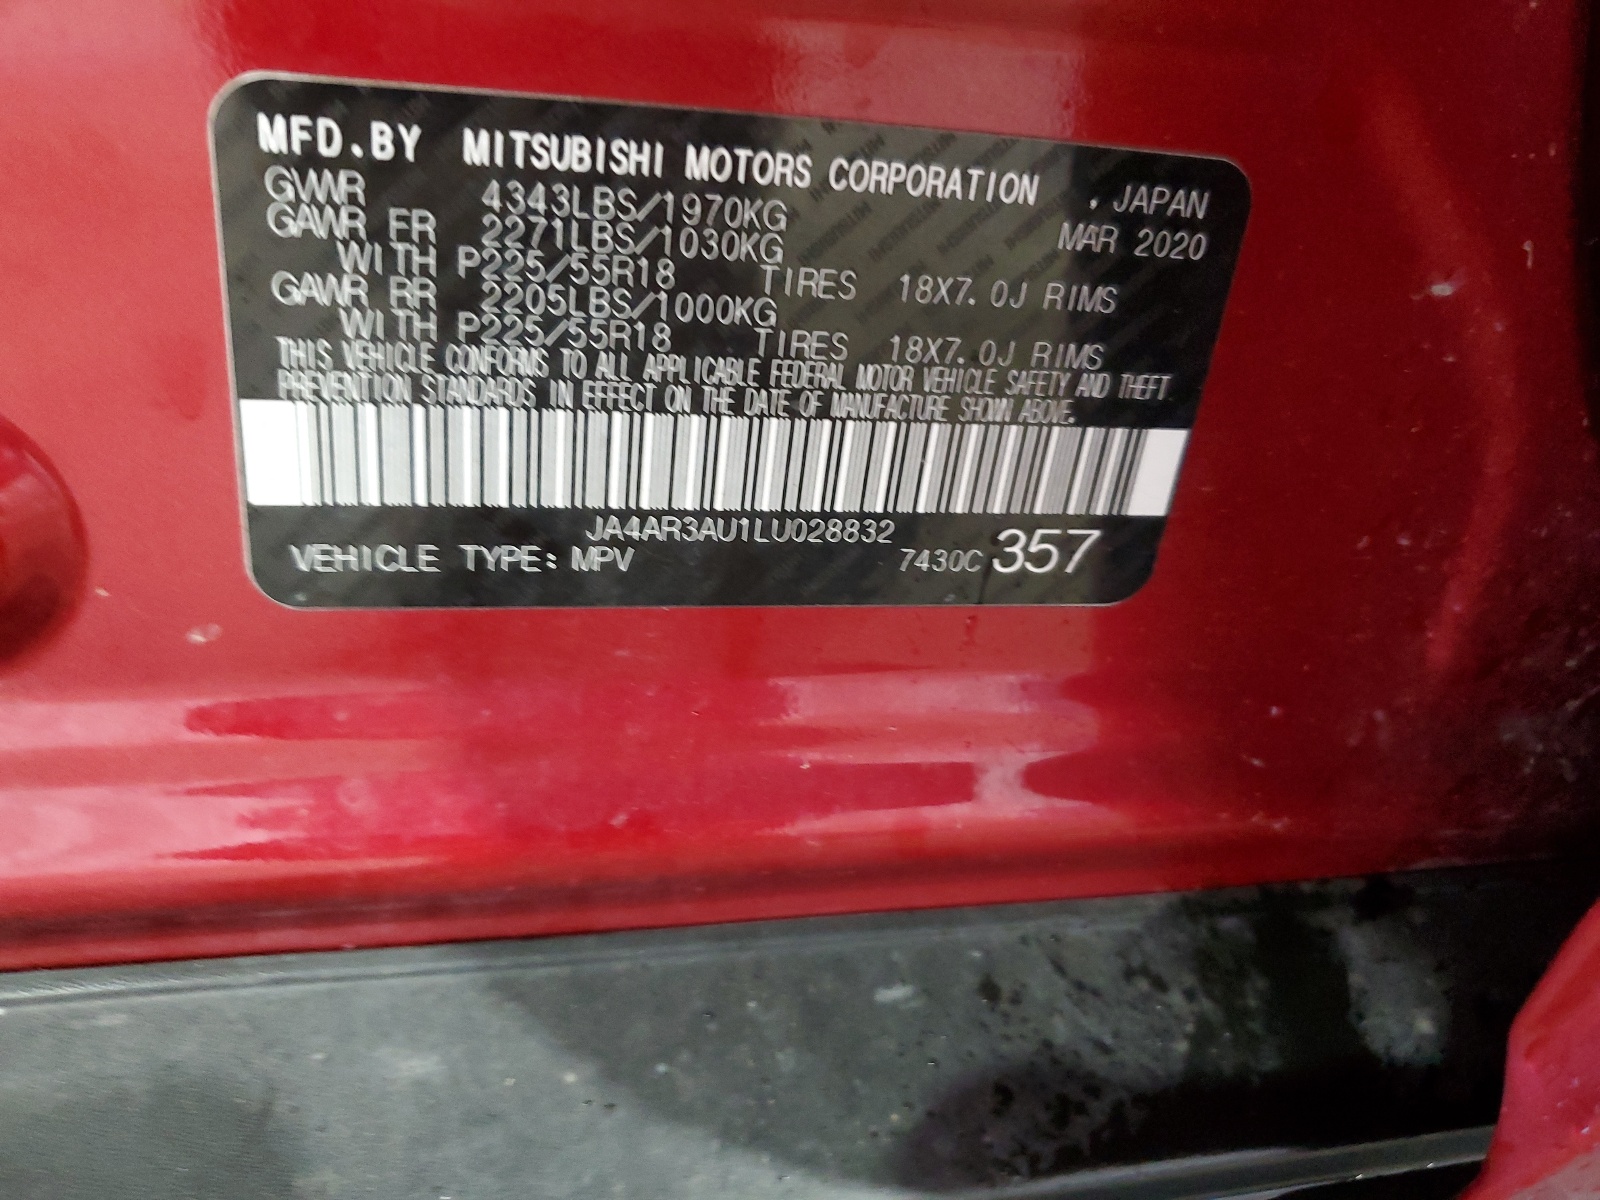 MFD.BY MITSUBISHI MOTORS CORPORATION , JAPAN
GVWR 4343LBS/1970KG MAR 2020
GAWR FR 2271LBS/1030KG
WITH P225/55R18 TIRES 18X7.0J RIMS
GAWR RR 2205LBS/1000KG
WITH P225/55R18 TIRES 18X7.0J RIMS
THIS VEHICLE CONFORMS TO ALL APPLICABLE FEDERAL MOTOR VEHICLE SAFETY AND THEFT
PREVENTION STANDARDS IN EFFECT ON THE DATE OF MANUFACTURE SHOWN ABOVE.
JA4AR3AU1LU028832
VEHICLE TYPE: MPV 7430C 357